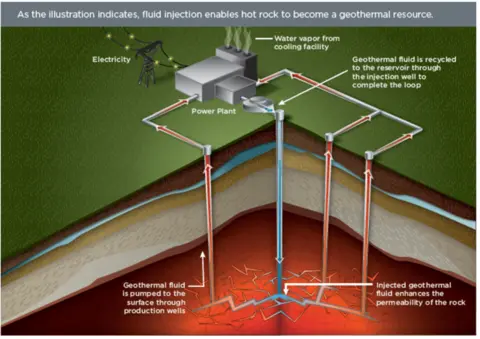 As the illustration indicates, fluid injection enables hot rock to become a geothermal resource.
Water vapor from
cooling facility
Electricity
Geothermal fluid is recycled
to the reservoir through
the injection well to
complete the loop
Power Plant
Geothermal fluid
is pumped to the
surface through
production wells
Injected geothermal
fluid enhances the
permeability of the rock